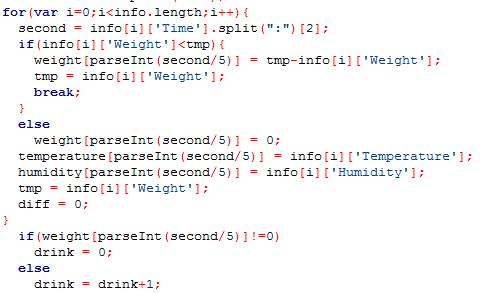 for(var i=0;i<info.length;i++){
second = info[i]['Time'].split(":")[2];
if(info[i]['Weight']<tmp){
weight[parseInt(second/5)] = tmp-info[i]['Weight'];
tmp = info[i]['Weight'];
break;
}
else
weight[parseInt(second/5)] = 0;
temperature[parseInt(second/5)] = info[i]['Temperature'];
humidity[parseInt(second/5)] = info[i]['Humidity'];
tmp = info[i]['Weight'];
diff = 0;
}
if(weight[parseInt(second/5)]!=0)
drink = 0;
else
drink = drink+1;